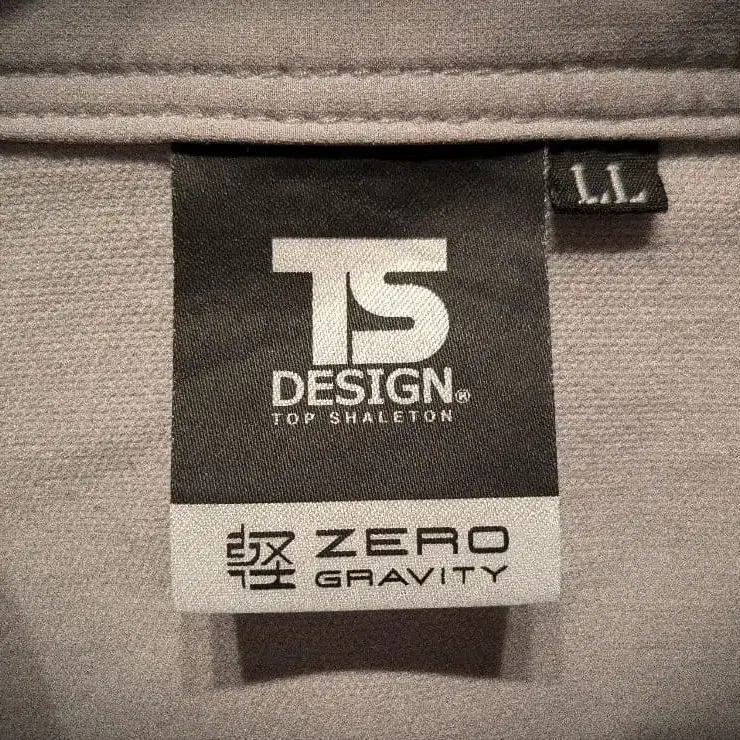 LL
TS
DESIGN®
TOP SHALETON
軽 ZERO
GRAVITY